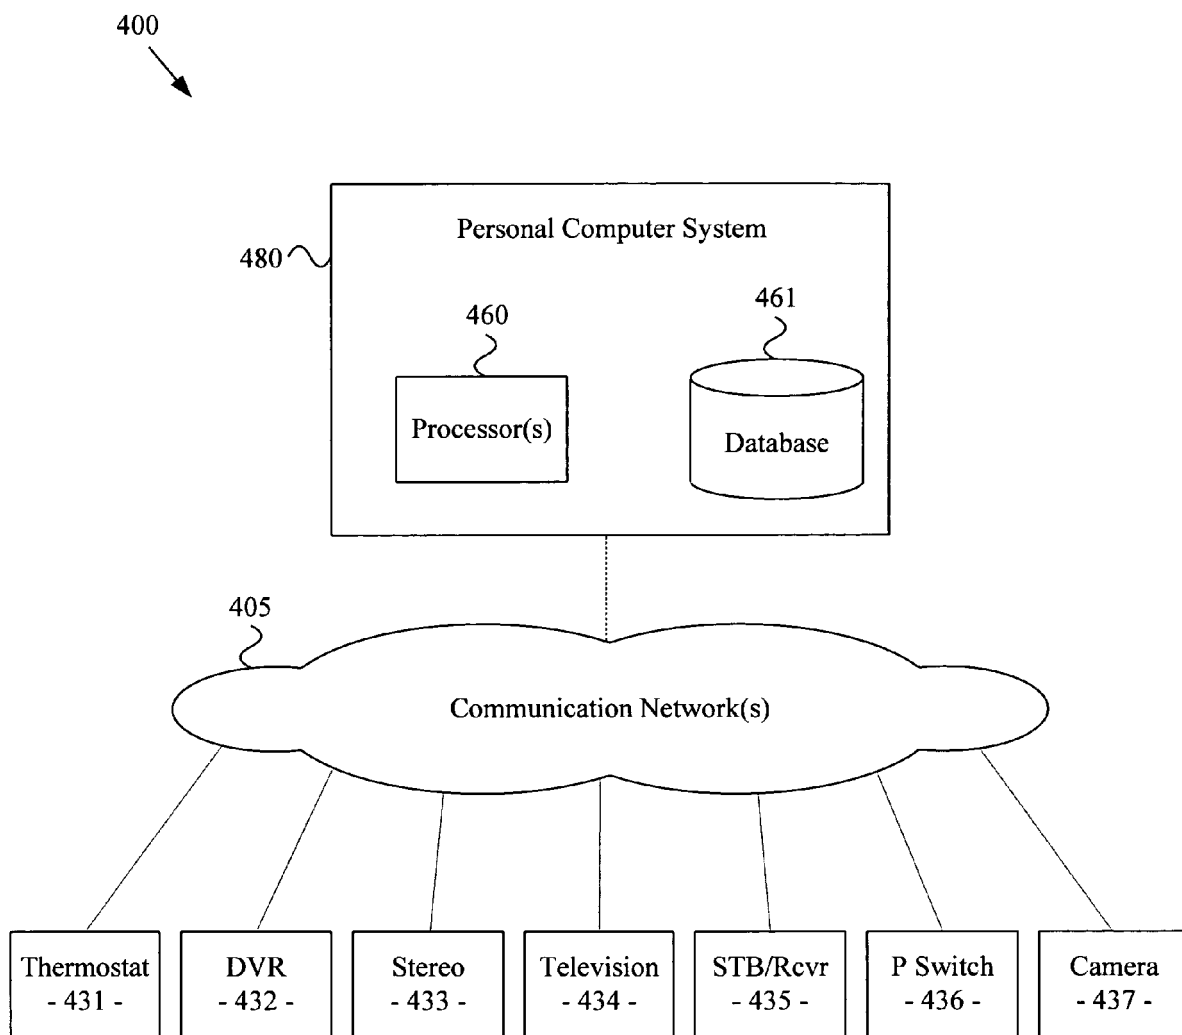 400
Personal Computer System
480
460
461
Processor(s)
Database
405
Communication Network(s)
Thermostat
- 431 -
DVR
- 432 -
Stereo
- 433 -
Television
- 434 -
STB/Rcvr
- 435 -
P Switch
- 436 -
Camera
- 437 -